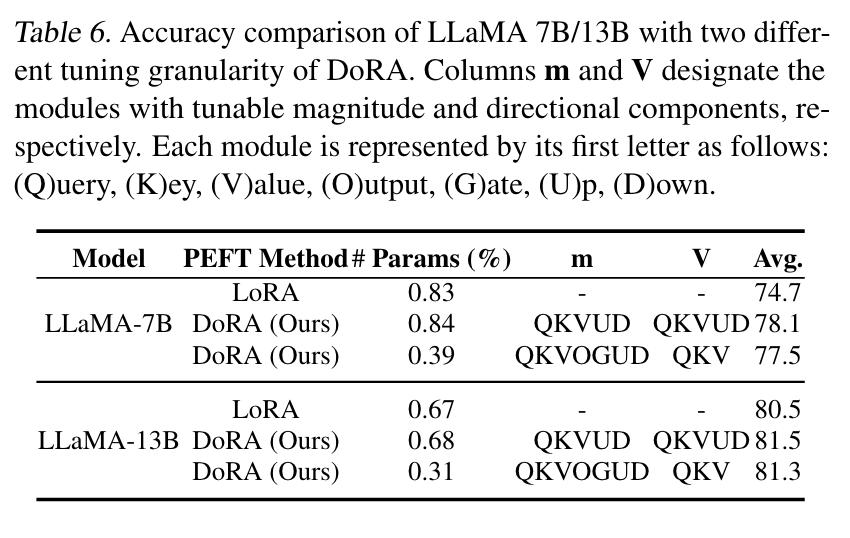 Table 6. Accuracy comparison of LLaMA 7B/13B with two differ-
ent tuning granularity of DoRA. Columns m and V designate the
modules with tunable magnitude and directional components, re-
spectively. Each module is represented by its first letter as follows:
(Q)uery, (K)ey, (V)alue, (O)utput, (G)ate, (U)p, (D)own.
Model PEFT Method # Params (%) m V Avg.
LoRA 0.83 - - 74.7
LLaMA-7B DoRA (Ours) 0.84 QKVUD QKVUD 78.1
DoRA (Ours) 0.39 QKVOGUD QKV 77.5
LoRA 0.67 - - 80.5
LLaMA-13B DoRA (Ours) 0.68 QKVUD QKVUD 81.5
DoRA (Ours) 0.31 QKVOGUD QKV 81.3